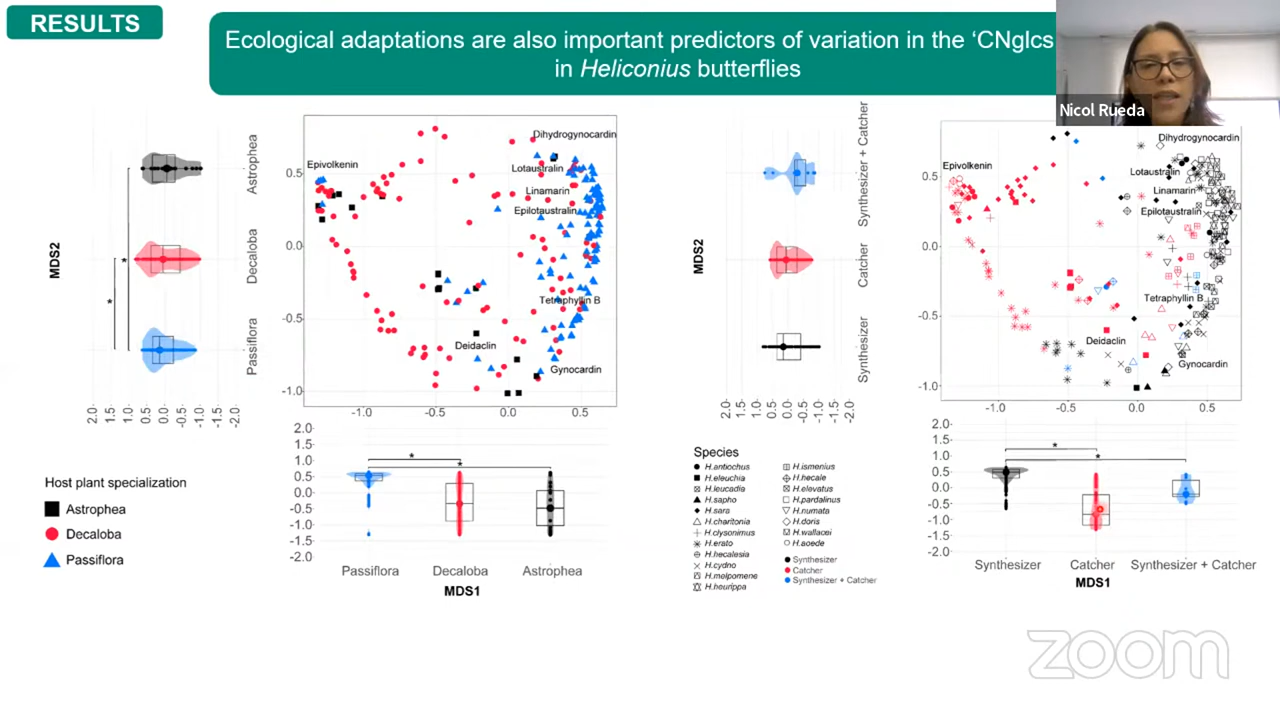 RESULTS
Ecological adaptations are also important predictors of variation in the ‘CNglcs
in Heliconius butterflies
Nicol Rueda
MDS2
Astrophea
Decaloba
Passiflora
*
*
2.0
1.5
1.0
0.5
0.0
-0.5
-1.0
-1.5
-2.0
Epivolkenin
Dihydrogynocardin
Lotaustralin
Linamarin
Epilotaustralin
Tetraphyllin B
Deidaclin
Gynocardin
0.5
0.0
-0.5
-1.0
-1.0
-0.5
0.0
0.5
2.0
1.5
1.0
0.5
0.0
-0.5
-1.0
-1.5
-2.0
*
*
Passiflora
Decaloba
Astrophea
MDS1
Host plant specialization
Astrophea
Decaloba
Passiflora
MDS2
Synthesizer + Catcher
Catcher
Synthesizer
2.0
1.5
1.0
0.5
0.0
-0.5
-1.0
-1.5
-2.0
Epivolkenin
Dihydrogynocardin
Lotaustralin
Linamarin
Epilotaustralin
Tetraphyllin B
Deidaclin
Gynocardin
0.5
0.0
-0.5
-1.0
-1.0
-0.5
0.0
0.5
Species
H.antiochus
H.eleuchia
H.leucadia
H.sapho
H.sara
H.charitonia
H.clysonimus
H.erato
H.hecalesia
H.cydno
H.melpomene
H.heurippa
H.ismenius
H.hecale
H.elevatus
H.pardalinus
H.numata
H.doris
H.wallacei
H.aoede
Synthesizer
Catcher
Synthesizer + Catcher
2.0
1.5
1.0
0.5
0.0
-0.5
-1.0
-1.5
-2.0
*
*
Synthesizer
Catcher
Synthesizer + Catcher
MDS1
zoom